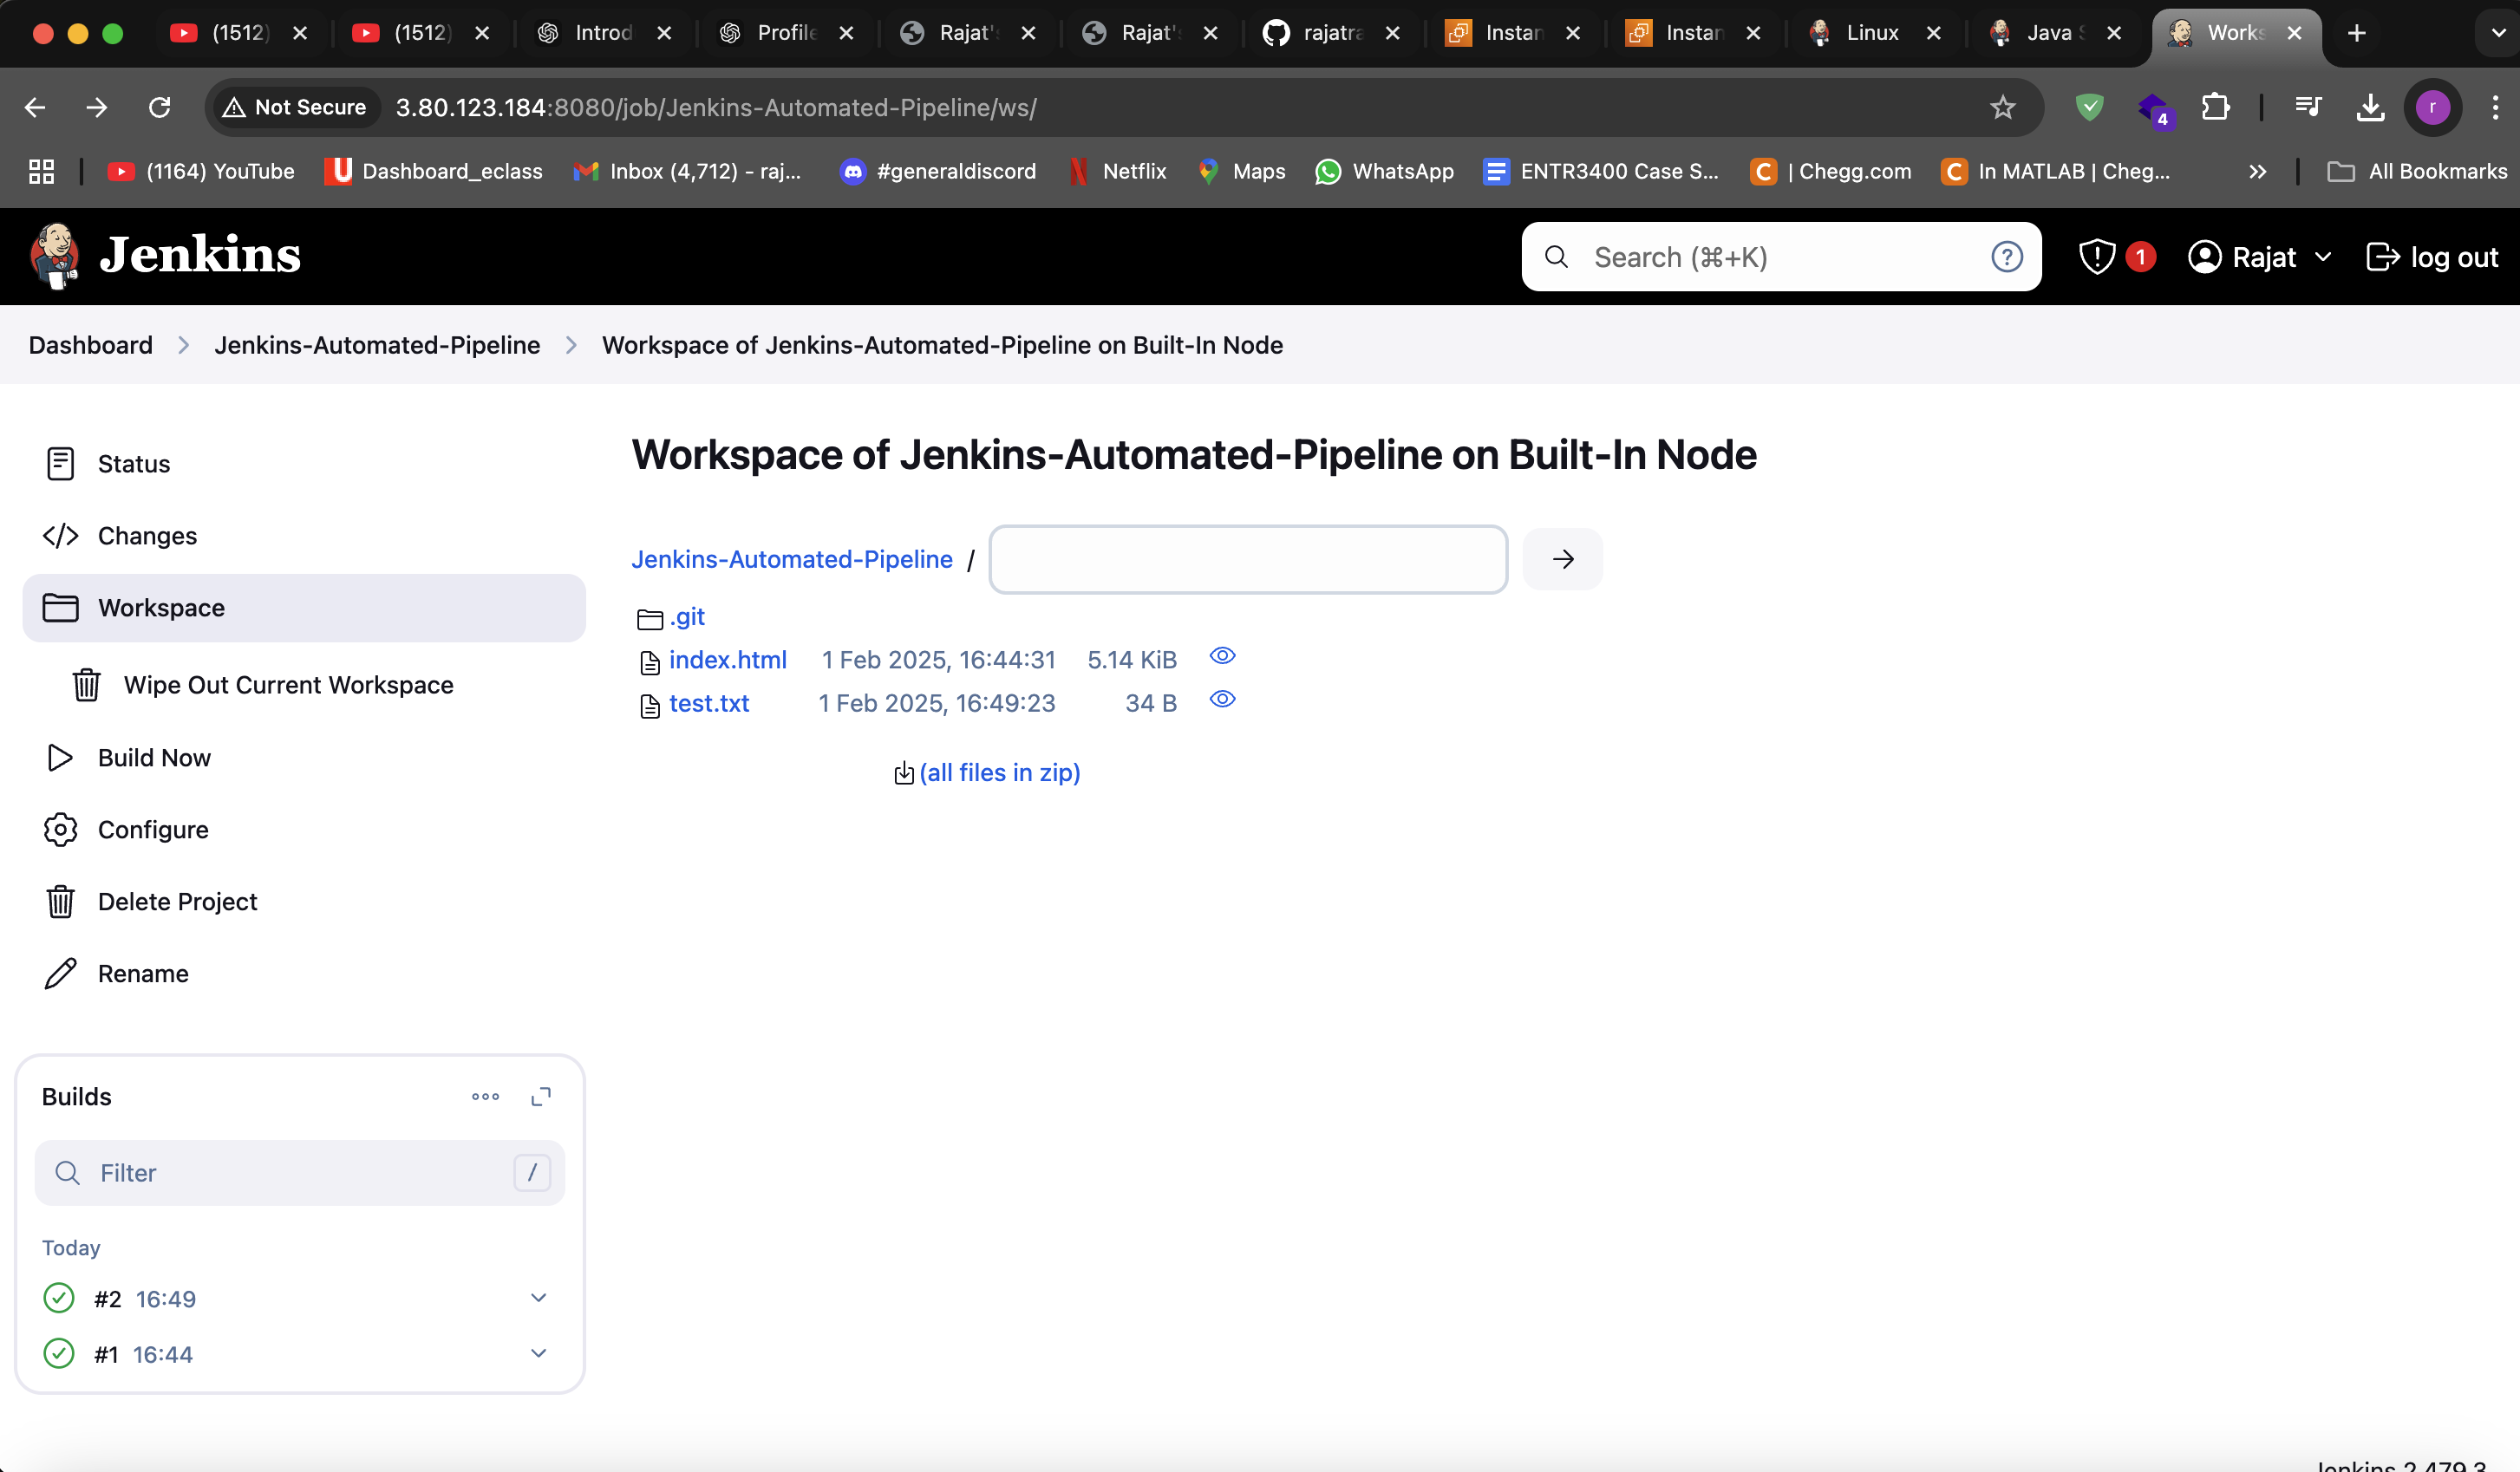 (1512) (1512) Introd Profile Rajat's Rajat's rajatra Instan Instan Linux Java S Works
Not Secure 3.80.123.184:8080/job/Jenkins-Automated-Pipeline/ws/ 4 r
(1164) YouTube Dashboard_eclass Inbox (4,712) - raj... #generaldiscord Netflix Maps WhatsApp ENTR3400 Case S... | Chegg.com In MATLAB | Cheg... » All Bookmarks
Jenkins Search (⌘+K) ? 1 Rajat log out
Dashboard > Jenkins-Automated-Pipeline > Workspace of Jenkins-Automated-Pipeline on Built-In Node
Status
Changes
Workspace
Wipe Out Current Workspace
Build Now
Configure
Delete Project
Rename
Builds
Filter /
Today
#2 16:49
#1 16:44
Workspace of Jenkins-Automated-Pipeline on Built-In Node
Jenkins-Automated-Pipeline /
.git
index.html 1 Feb 2025, 16:44:31 5.14 KiB
test.txt 1 Feb 2025, 16:49:23 34 B
(all files in zip)
Jenkins 2.479.3